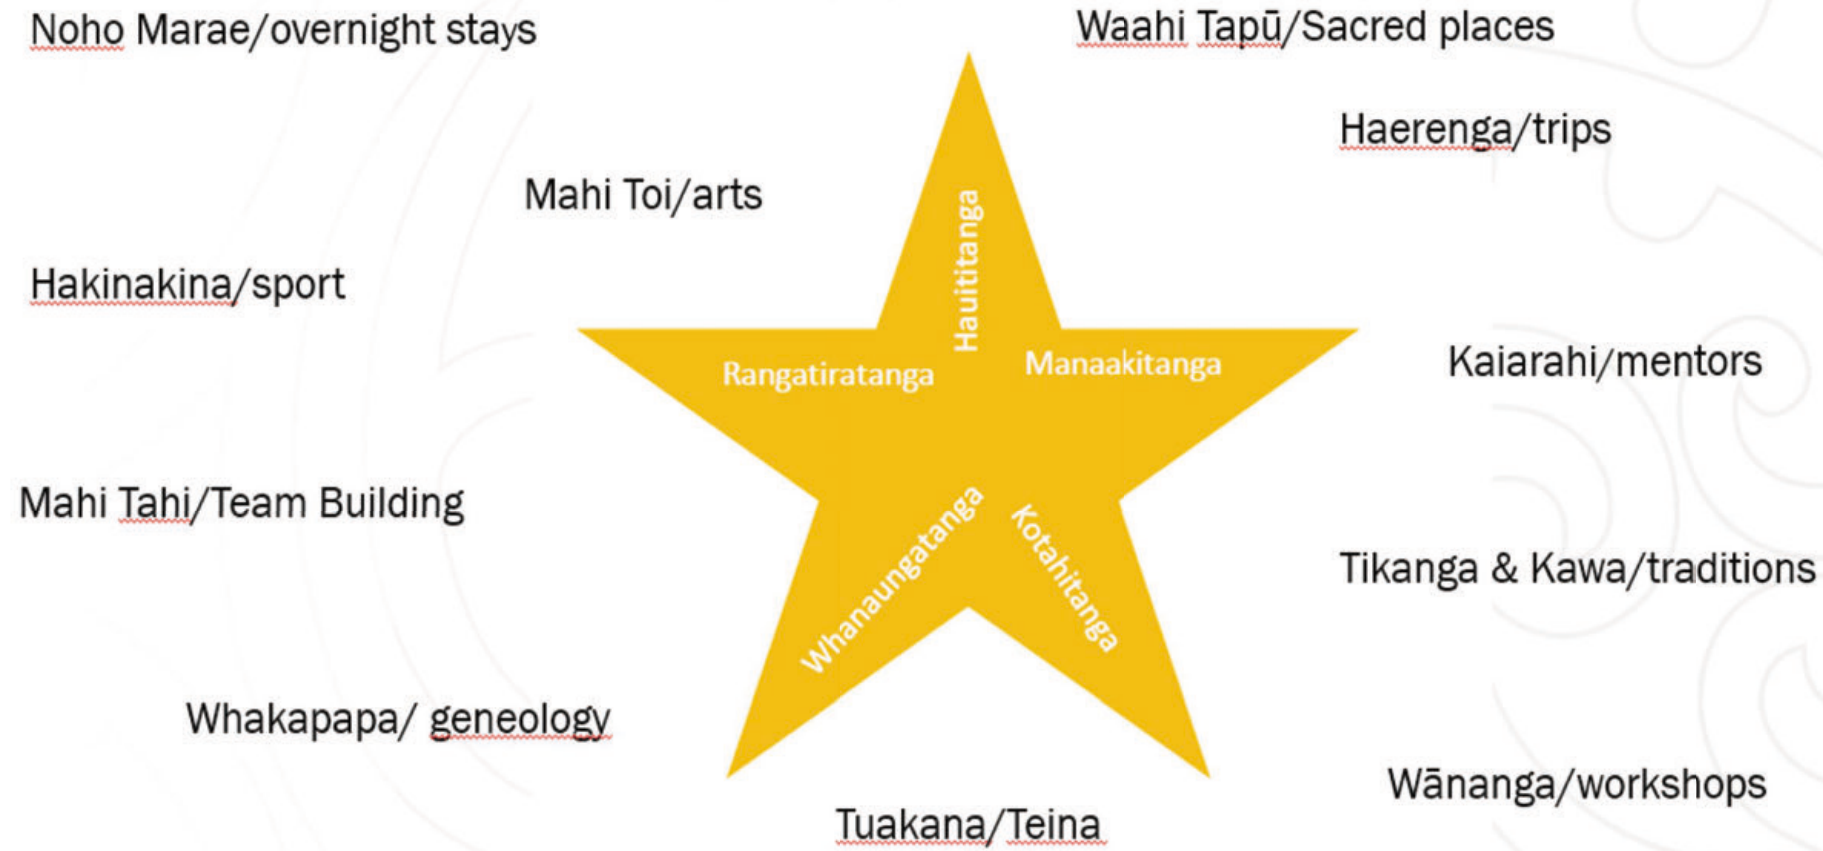 Noho Marae/overnight stays
Waahi Tapū/Sacred places
Haerenga/trips
Mahi Toi/arts
Hakinakina/sport
Hauititanga
Rangatiratanga
Manaakitanga
Kaiarahi/mentors
Mahi Tahi/Team Building
Whanaungatanga
Kotahitanga
Tikanga & Kawa/traditions
Whakapapa/ geneology
Wānanga/workshops
Tuakana/Teina